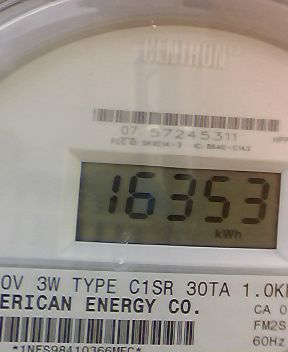 CENTRON
07 57245311
16353
kWh
0V 3W TYPE C1SR 30TA 1.0K
ERICAN ENERGY CO.
CA 0
FM2S
60Hz